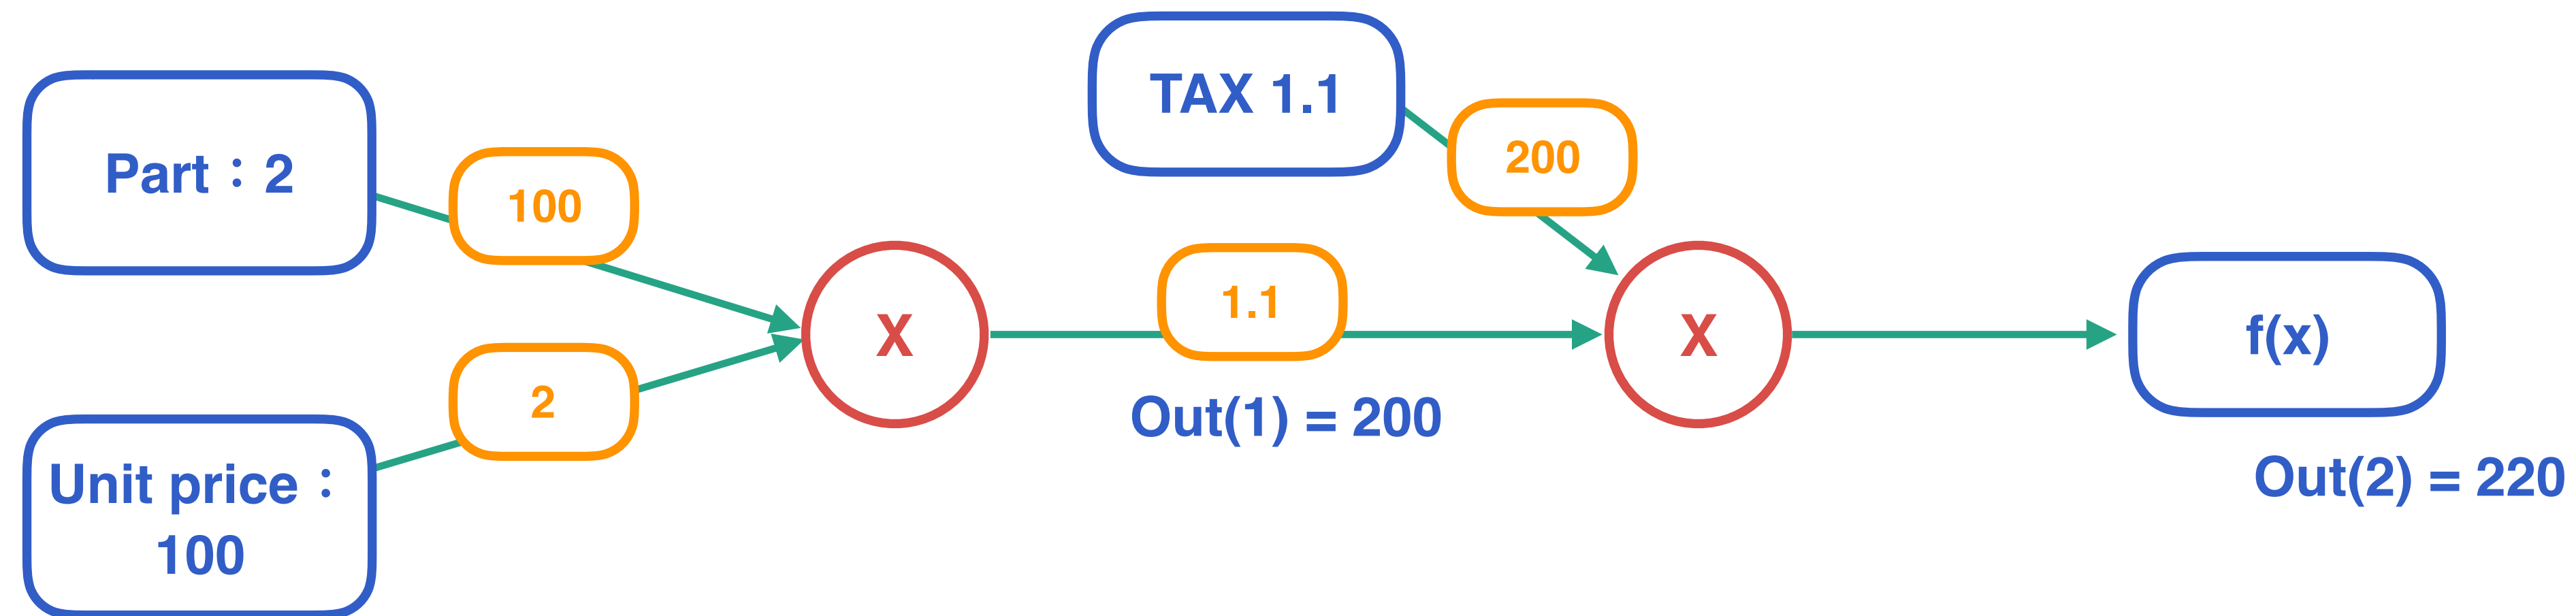 TAX 1.1
Part：2
200
100
1.1
X
X
f(x)
2
Out(1) = 200
Unit price：
100
Out(2) = 220